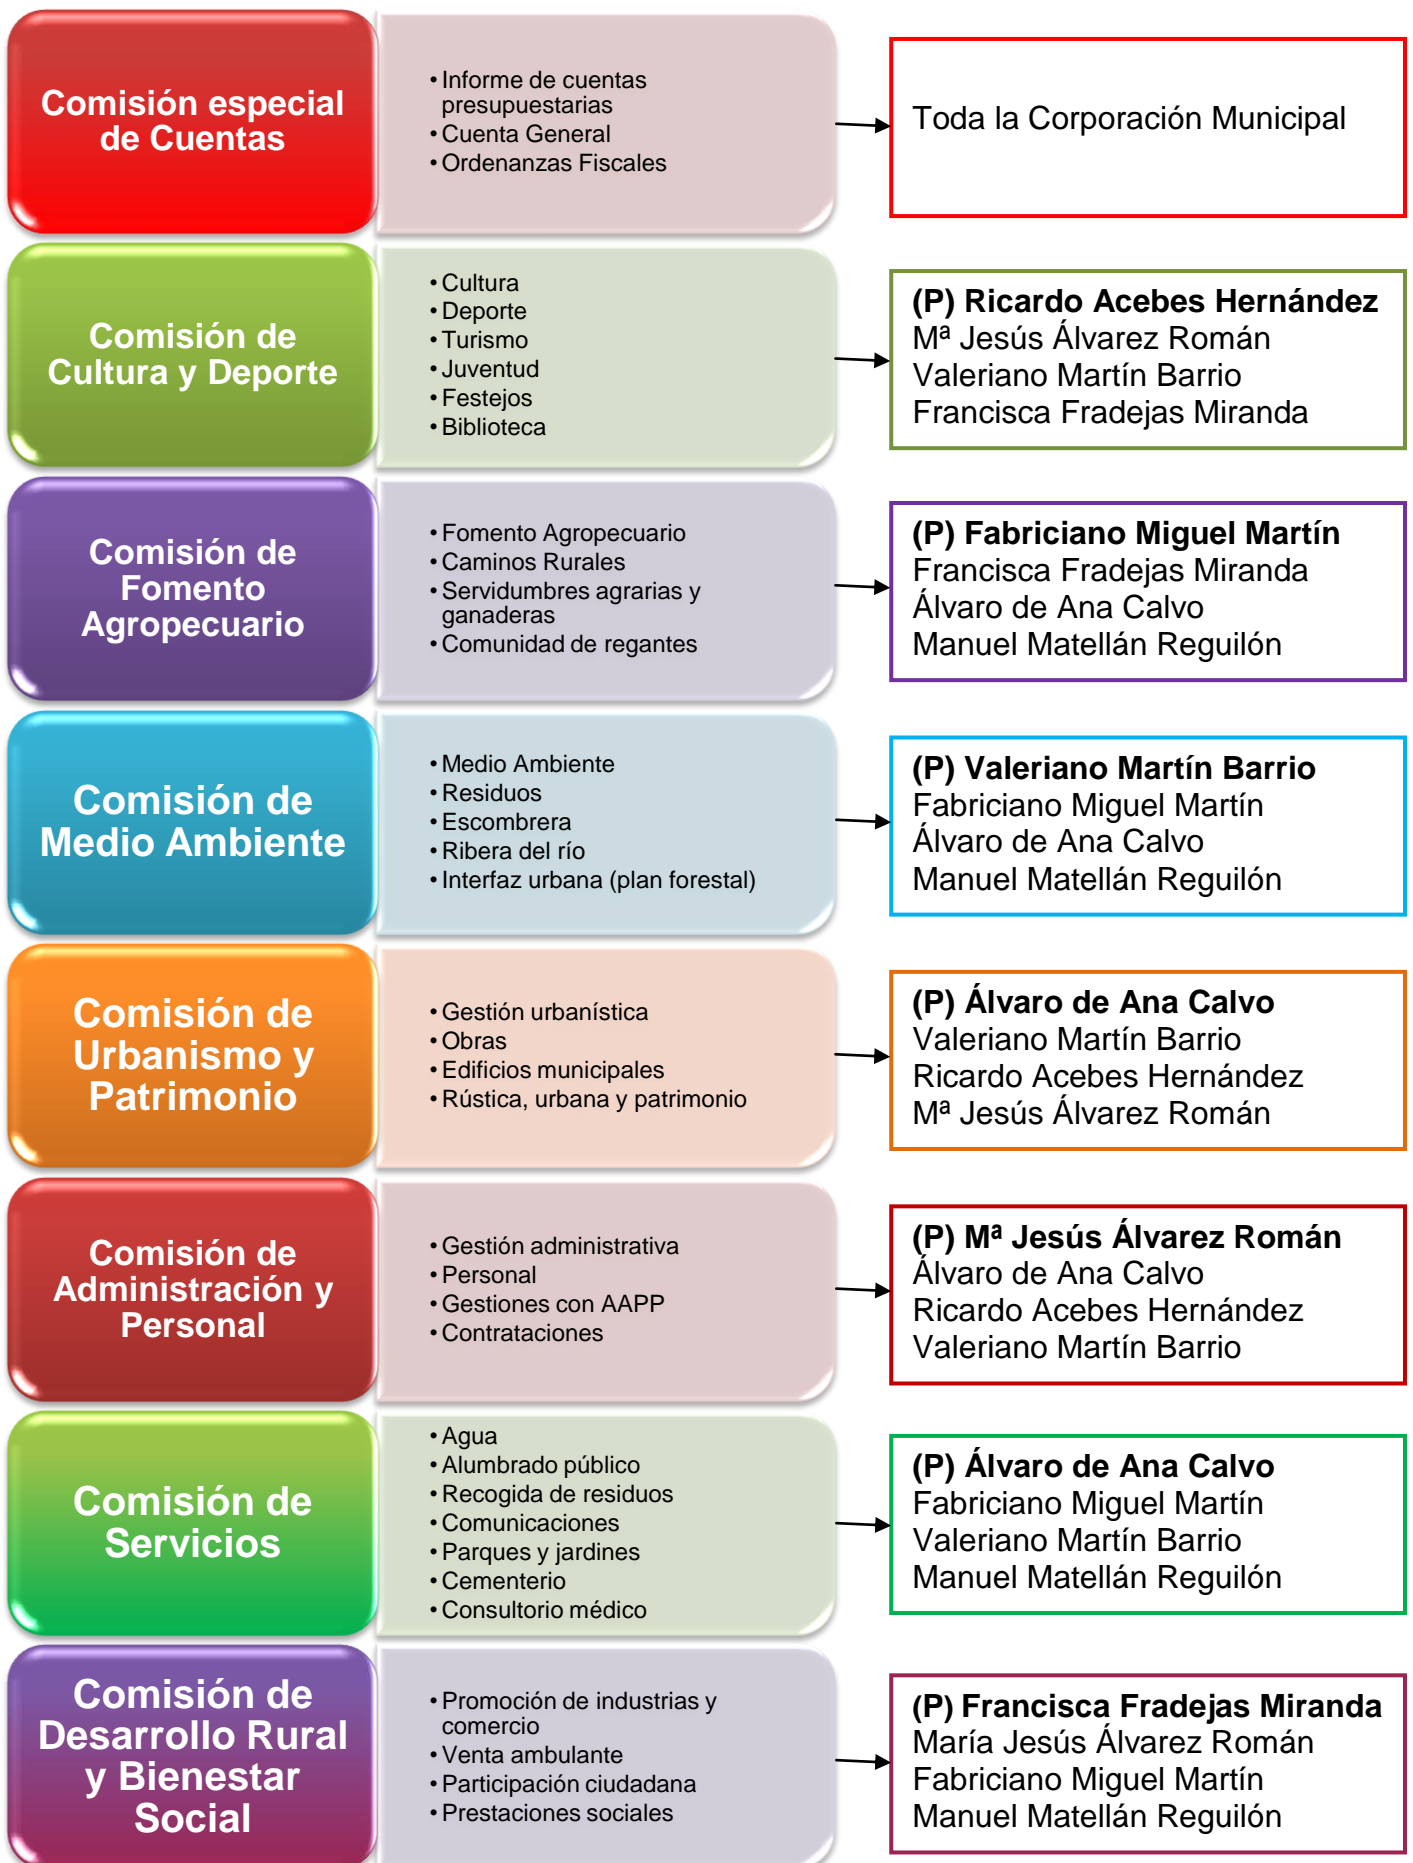 Comisión especial
de Cuentas
• Informe de cuentas
presupuestarias
• Cuenta General
• Ordenanzas Fiscales
Toda la Corporación Municipal
Comisión de
Cultura y Deporte
• Cultura
• Deporte
• Turismo
• Juventud
• Festejos
• Biblioteca
(P) Ricardo Acebes Hernández
Mª Jesús Álvarez Román
Valeriano Martín Barrio
Francisca Fradejas Miranda
Comisión de
Fomento
Agropecuario
• Fomento Agropecuario
• Caminos Rurales
• Servidumbres agrarias y
ganaderas
• Comunidad de regantes
(P) Fabriciano Miguel Martín
Francisca Fradejas Miranda
Álvaro de Ana Calvo
Manuel Matellán Reguilón
Comisión de
Medio Ambiente
• Medio Ambiente
• Residuos
• Escombrera
• Ribera del río
• Interfaz urbana (plan forestal)
(P) Valeriano Martín Barrio
Fabriciano Miguel Martín
Álvaro de Ana Calvo
Manuel Matellán Reguilón
Comisión de
Urbanismo y
Patrimonio
• Gestión urbanística
• Obras
• Edificios municipales
• Rústica, urbana y patrimonio
(P) Álvaro de Ana Calvo
Valeriano Martín Barrio
Ricardo Acebes Hernández
Mª Jesús Álvarez Román
Comisión de
Administración y
Personal
• Gestión administrativa
• Personal
• Gestiones con AAPP
• Contrataciones
(P) Mª Jesús Álvarez Román
Álvaro de Ana Calvo
Ricardo Acebes Hernández
Valeriano Martín Barrio
Comisión de
Servicios
• Agua
• Alumbrado público
• Recogida de residuos
• Comunicaciones
• Parques y jardines
• Cementerio
• Consultorio médico
(P) Álvaro de Ana Calvo
Fabriciano Miguel Martín
Valeriano Martín Barrio
Manuel Matellán Reguilón
Comisión de
Desarrollo Rural
y Bienestar
Social
• Promoción de industrias y
comercio
• Venta ambulante
• Participación ciudadana
• Prestaciones sociales
(P) Francisca Fradejas Miranda
María Jesús Álvarez Román
Fabriciano Miguel Martín
Manuel Matellán Reguilón